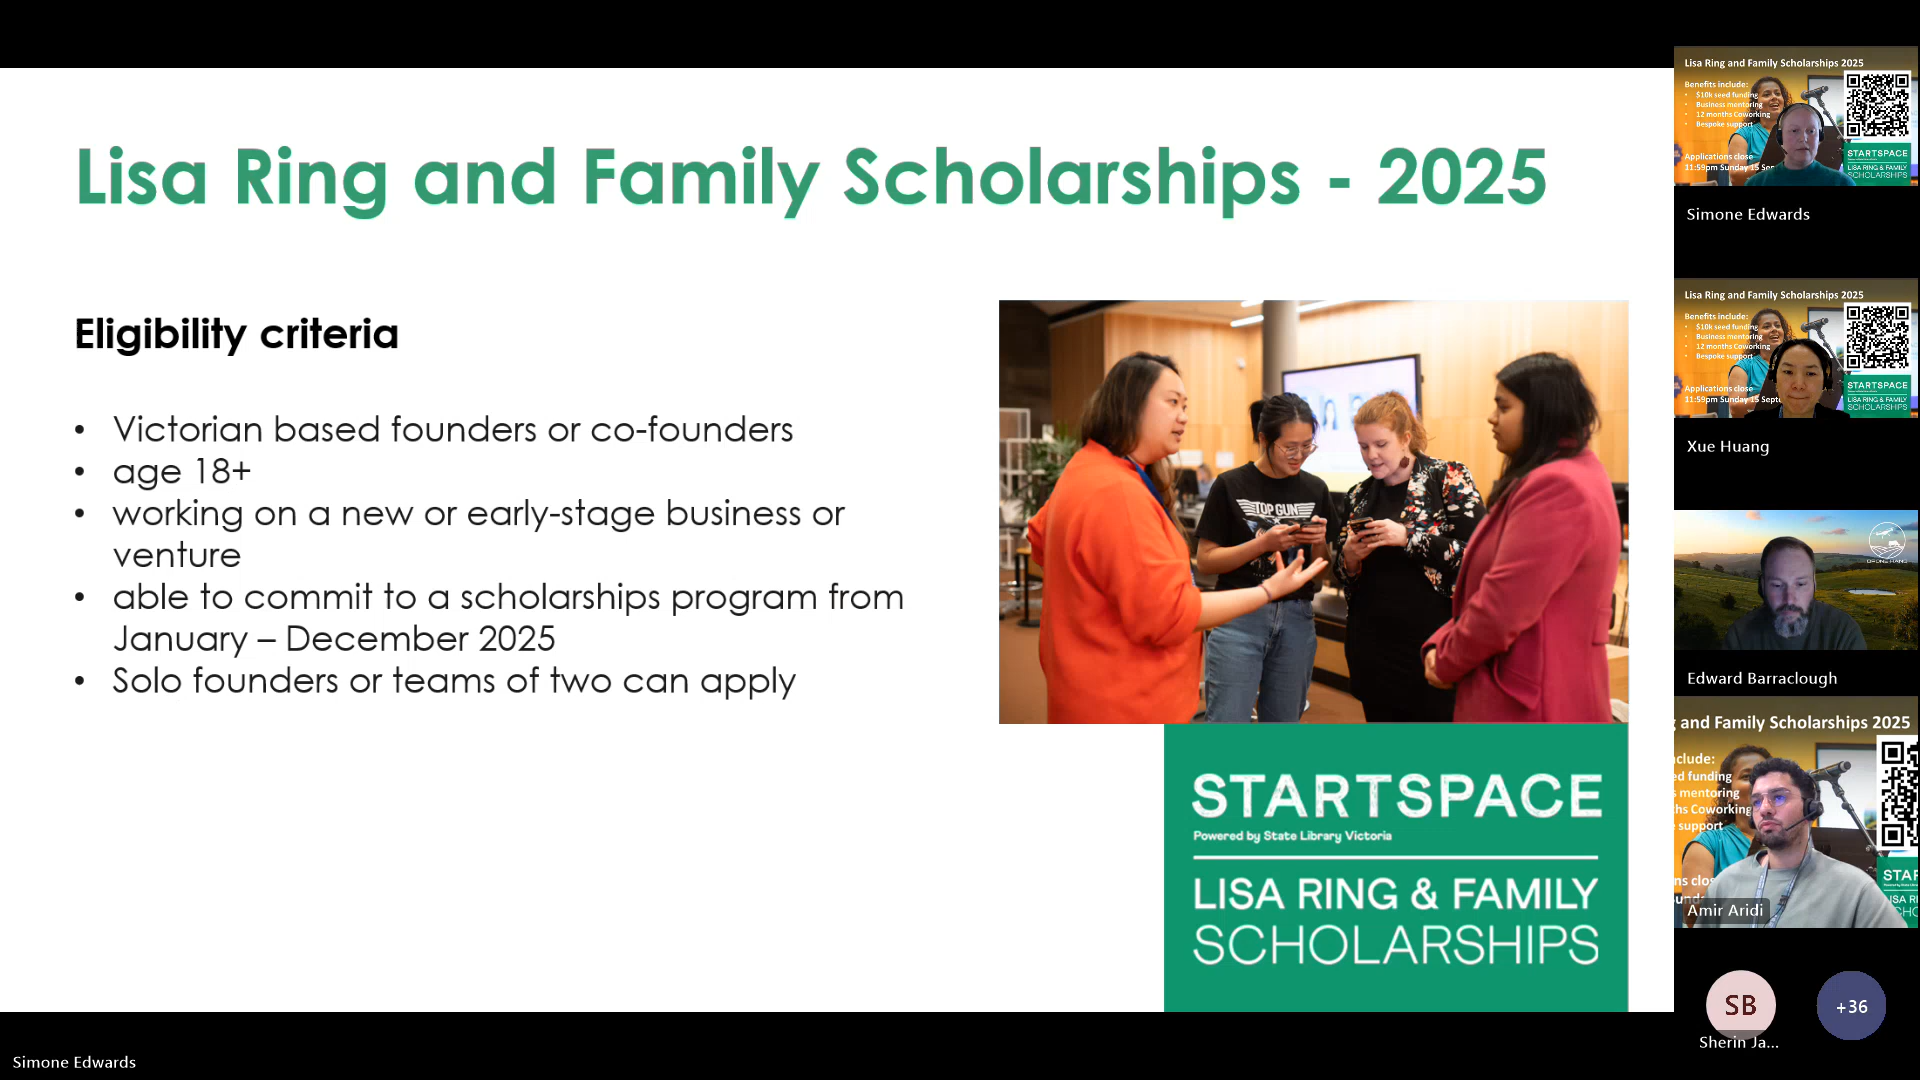 Lisa Ring and Family Scholarships - 2025
Eligibility criteria
• Victorian based founders or co-founders
• age 18+
• working on a new or early-stage business or
venture
• able to commit to a scholarships program from
January – December 2025
• Solo founders or teams of two can apply
TOP GUN
STARTSPACE
Powered by State Library Victoria
LISA RING & FAMILY
SCHOLARSHIPS
Simone Edwards
Lisa Ring and Family Scholarships 2025
Benefits include:
• $10k seed funding
• Business mentoring
• 12 months Coworking
• Bespoke support
Applications close
11:59pm Sunday 15 Sep
STARTSPACE
LISA RING & FAMILY
SCHOLARSHIPS
Simone Edwards
Lisa Ring and Family Scholarships 2025
Benefits include:
• $10k seed funding
• Business mentoring
• 12 months Coworking
• Bespoke support
Applications close
11:59pm Sunday 15 Septe
STARTSPACE
LISA RING & FAMILY
SCHOLARSHIPS
Xue Huang
Edward Barraclough
and Family Scholarships 2025
clude:
ed funding
mentoring
hs Coworking
support
ns clos
STAR
Amir Aridi
SB
+36
Sherin Ja...